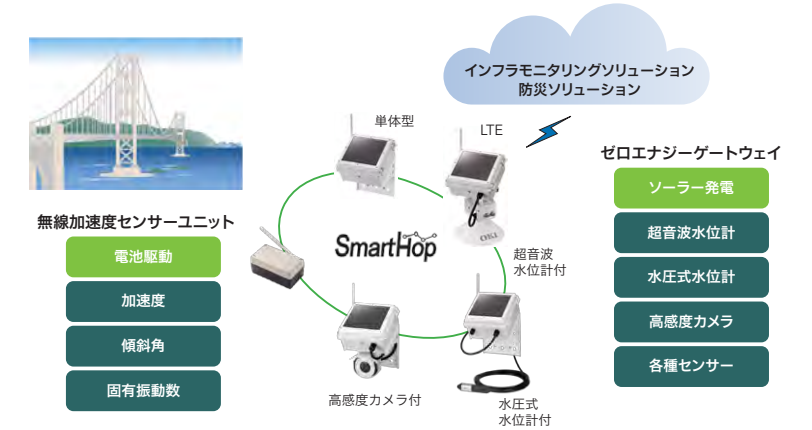 インフラモニタリングソリューション
防災ソリューション
単体型
LTE
ゼロエナジーゲートウェイ
ソーラー発電
超音波水位計
水圧式水位計
高感度カメラ
各種センサー
無線加速度センサーユニット
電池駆動
加速度
傾斜角
固有振動数
SmartHop
OKI
超音波
水位計付
高感度カメラ付
水圧式
水位計付